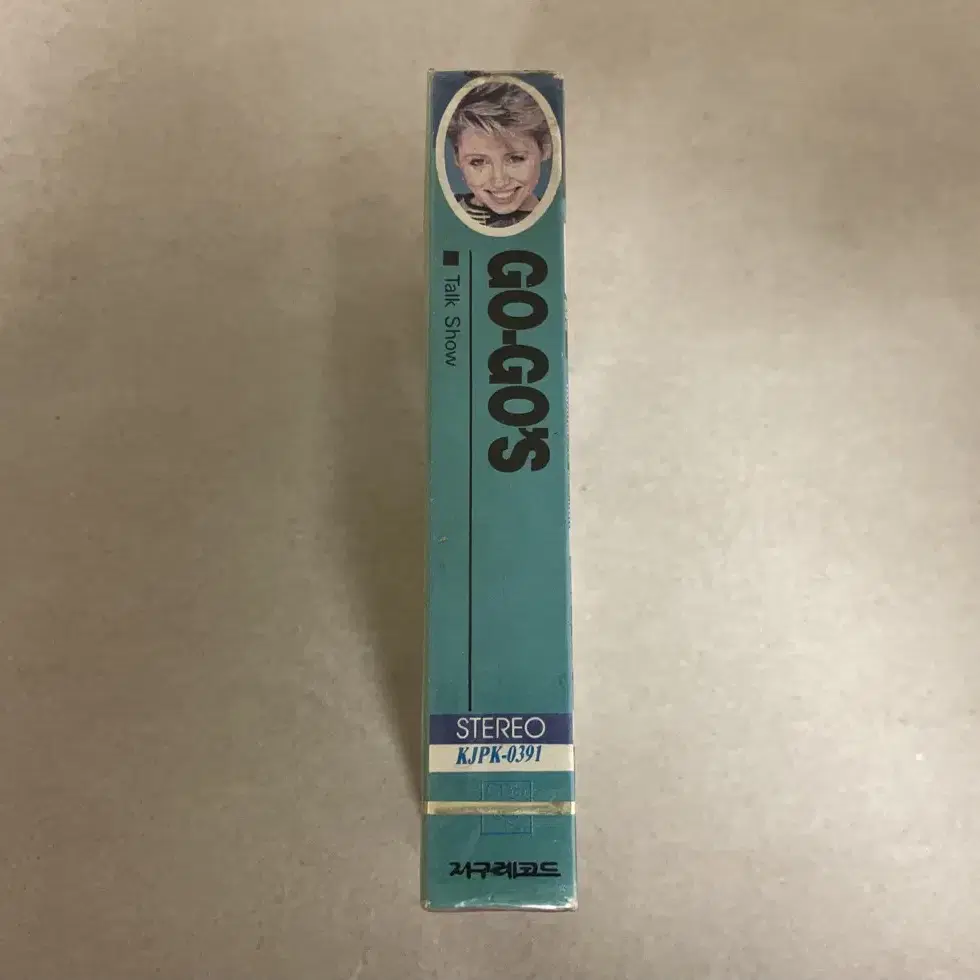 GO-GO'S
■ Talk Show
STEREO
KJPK-0391
지구레코드